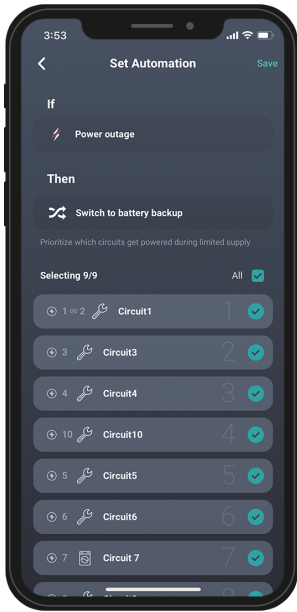 3:53
Set Automation
Save
If
Power outage
Then
Switch to battery backup
Prioritize which circuits get powered during limited supply
Selecting 9/9
All
1 2 Circuit1 1
3 Circuit3 2
4 Circuit4 3
10 Circuit10 4
5 Circuit5 5
6 Circuit6 6
7 Circuit 7 7